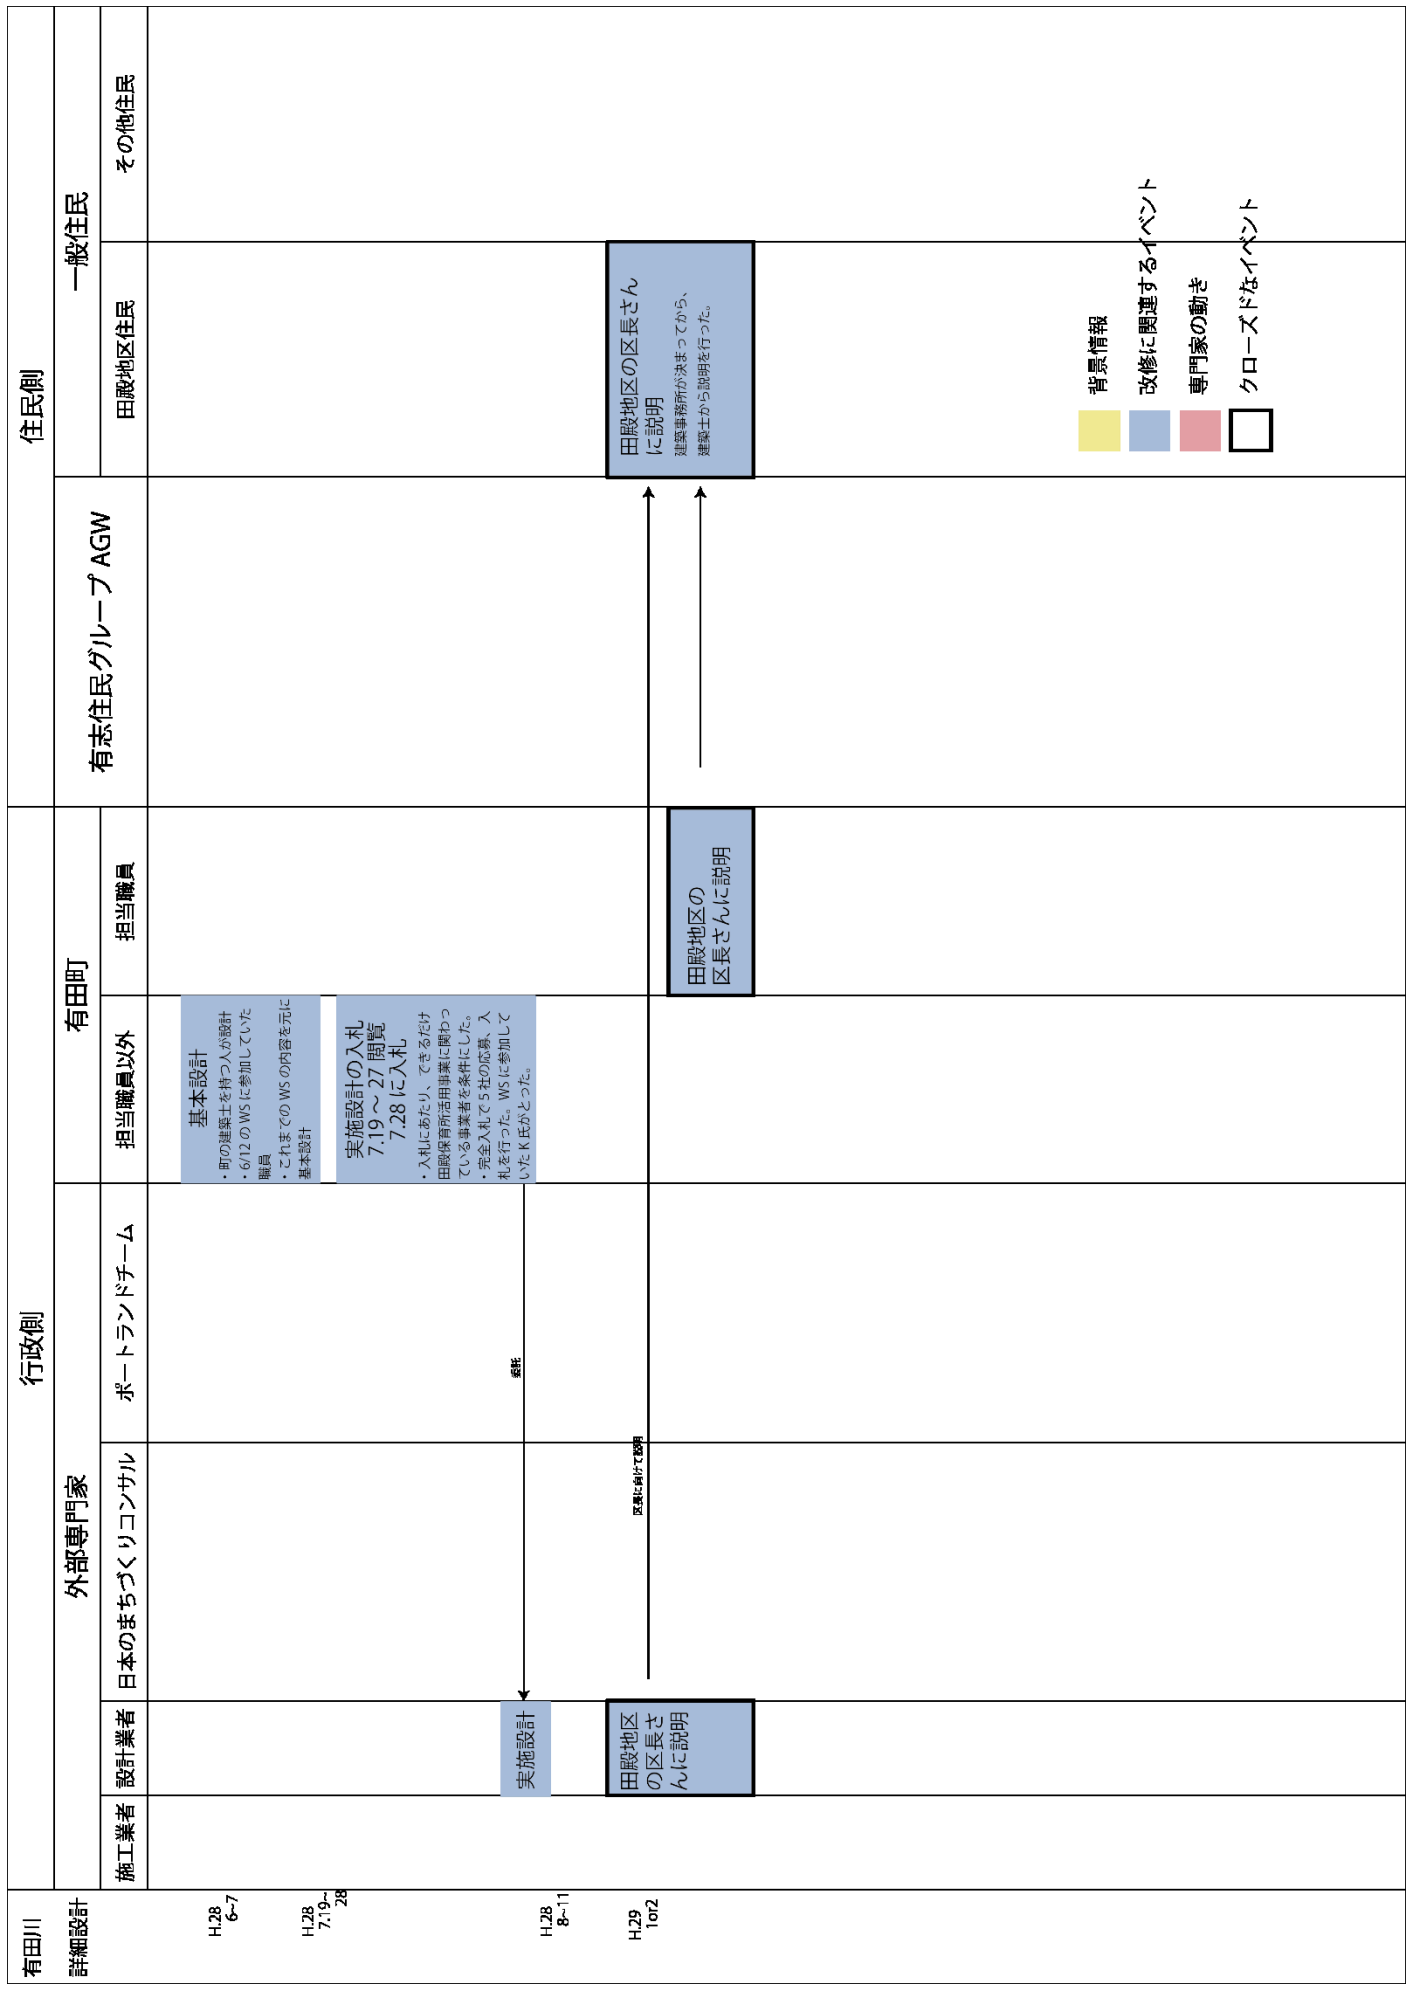 有田川
詳細設計
行政側
住民側
外部専門家
有田町
有志住民グループ AGW
一般住民
施工業者
設計業者
日本のまちづくりコンサル
ポートランドチーム
担当職員以外
担当職員
田殿地区住民
その他住民
H.28
6~7
基本設計
・町の建築士を持つ人が設計
・6/12 の WS に参加していた
職員
・これまでの WS の内容を元に
基本設計
H.28
7.19~
28
実施設計の入札
7.19 ～ 27 閲覧
7.28 に入札
・入札にあたり、できるだけ
田殿保育所活用事業に関わっ
ている事業者を条件にした。
・完全入札で 5 社の応募、入
札を行った。WS に参加して
いた K 氏がとった。
H.28
8~11
実施設計
委託
H.29
1or2
田殿地区
の区長さ
んに説明
区長に向けて説明
田殿地区の
区長さんに説明
田殿地区の区長さん
に説明
建築事務所が決まってから、
建築士から説明を行った。
背景情報
改修に関連するイベント
専門家の動き
クローズドなイベント